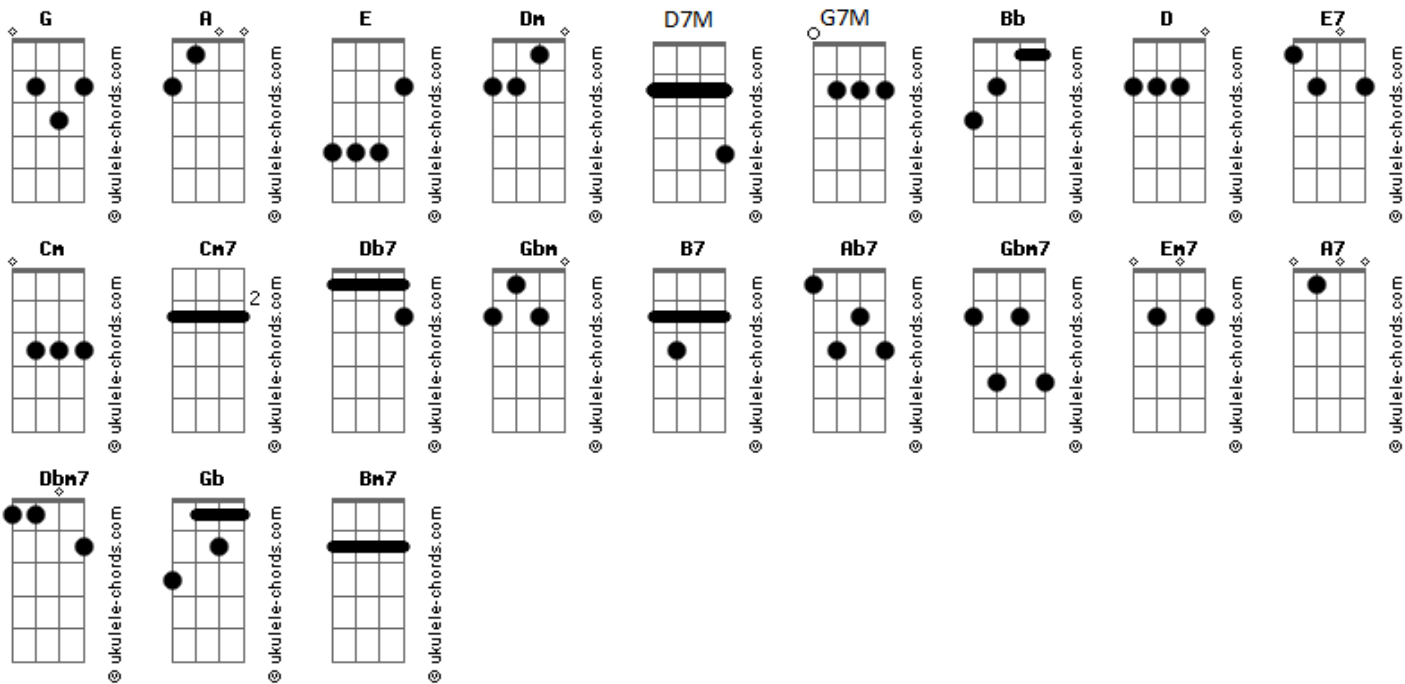 G A E Dm D7M G7M Bb D E7
© ukulele-chords.com © ukulele-chords.com © ukulele-chords.com © ukulele-chords.com © ukulele-chords.com © ukulele-chords.com © ukulele-chords.com © ukulele-chords.com © ukulele-chords.com
Cm Cm7 Db7 Gbm B7 Ab7 Gbm7 Em7 A7
2
© ukulele-chords.com © ukulele-chords.com © ukulele-chords.com © ukulele-chords.com © ukulele-chords.com © ukulele-chords.com © ukulele-chords.com © ukulele-chords.com © ukulele-chords.com
Dbm7 Gb Bm7
© ukulele-chords.com © ukulele-chords.com © ukulele-chords.com